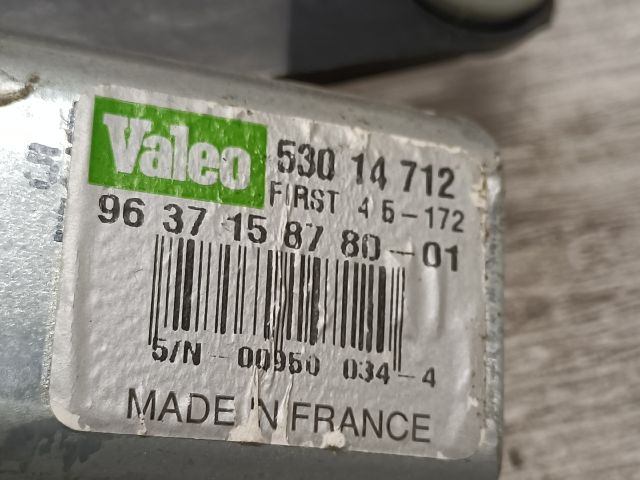 Valeo
530 14 712
FIRST 4 5-172
96 37 15 87 80-01
S/N - 00950 034-4
MADE IN FRANCE